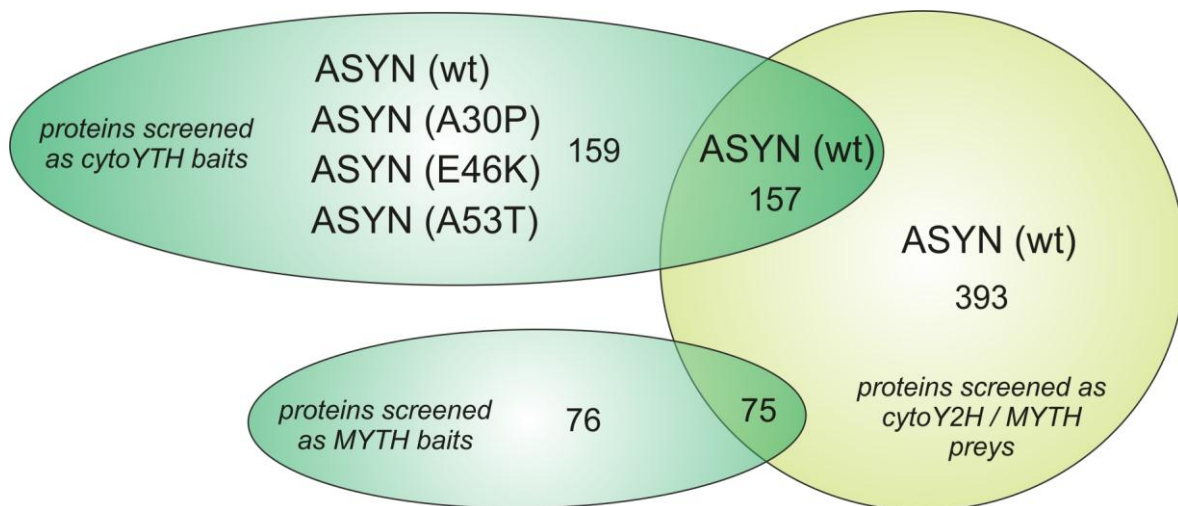 proteins screened
as cytoYTH baits
ASYN (wt)
ASYN (A30P)
ASYN (E46K)
ASYN (A53T)
159
ASYN (wt)
157
ASYN (wt)
393
proteins screened as
cytoY2H / MYTH
preys
proteins screened
as MYTH baits
76
75